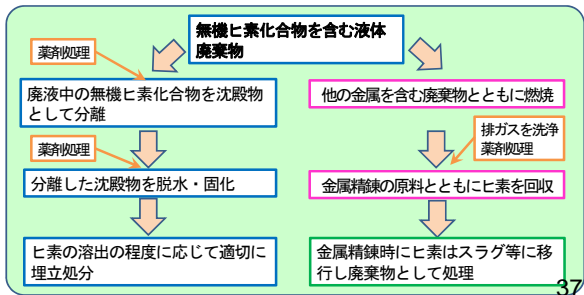 無機ヒ素化合物を含む液体
廃棄物
薬剤処理
廃液中の無機ヒ素化合物を沈殿物
として分離
薬剤処理
分離した沈殿物を脱水・固化
ヒ素の溶出の程度に応じて適切に
埋立処分
他の金属を含む廃棄物とともに燃焼
排ガスを洗浄
薬剤処理
金属精錬の原料とともにヒ素を回収
金属精錬時にヒ素はスラグ等に移
行し廃棄物として処理
37